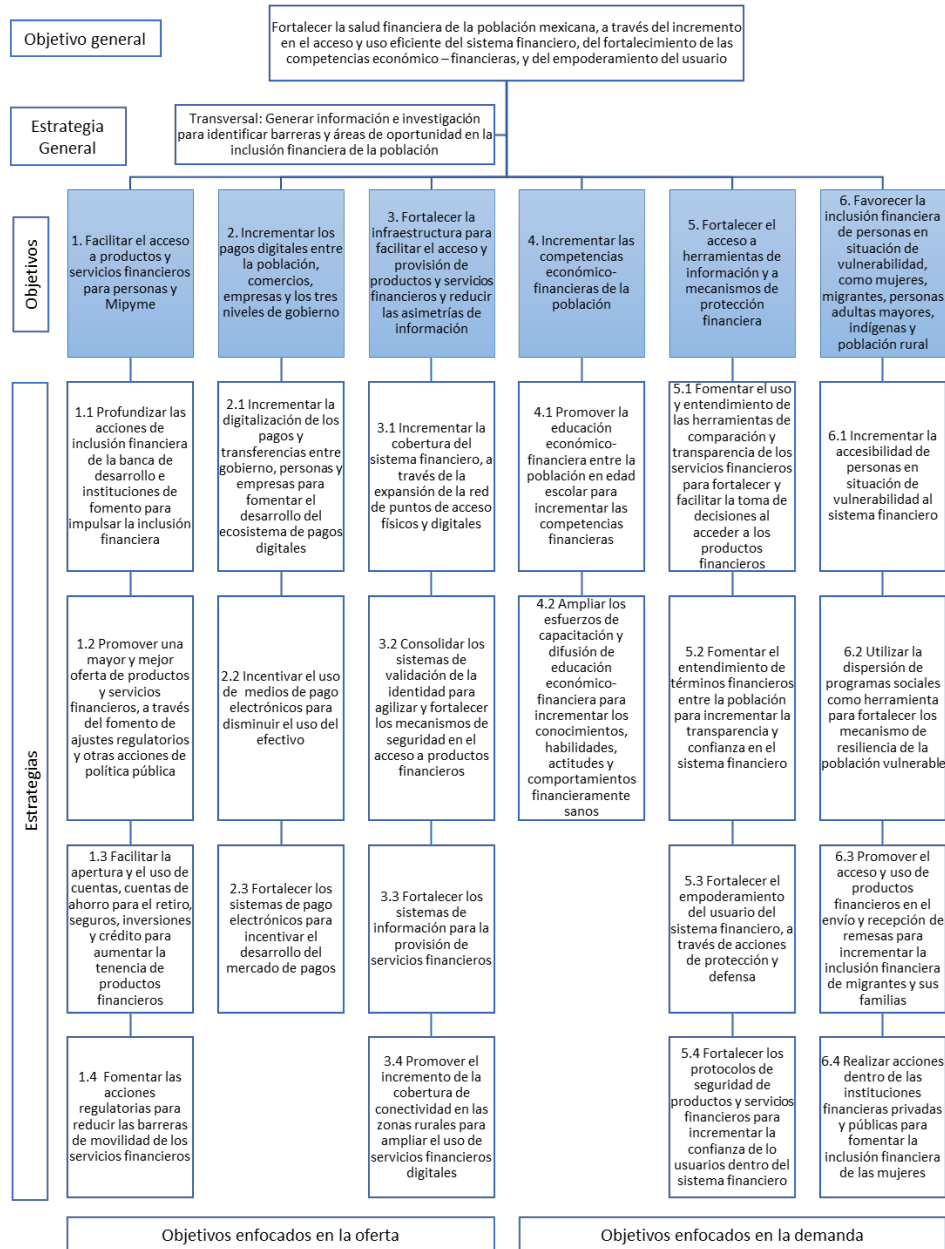 Objetivo general
Fortalecer la salud financiera de la población mexicana, a través del incremento
en el acceso y uso eficiente del sistema financiero, del fortalecimiento de las
competencias económico – financieras, y del empoderamiento del usuario
Estrategia
General
Transversal: Generar información e investigación
para identificar barreras y áreas de oportunidad en la
inclusión financiera de la población
Objetivos
1. Facilitar el acceso
a productos y
servicios financieros
para personas y
Mipyme
2. Incrementar los
pagos digitales entre
la población,
comercios,
empresas y los tres
niveles de gobierno
3. Fortalecer la
infraestructura para
facilitar el acceso y
provisión de
productos y servicios
financieros y reducir
las asimetrías de
información
4. Incrementar las
competencias
económico-
financieras de la
población
5. Fortalecer el
acceso a
herramientas de
información y a
mecanismos de
protección
financiera
6. Favorecer la
inclusión financiera
de personas en
situación de
vulnerabilidad,
como mujeres,
migrantes, personas
adultas mayores,
indígenas y
población rural
Estrategias
1.1 Profundizar las
acciones de
inclusión financiera
de la banca de
desarrollo e
instituciones de
fomento para
impulsar la inclusión
financiera
2.1 Incrementar la
digitalización de los
pagos y
transferencias entre
gobierno, personas y
empresas para
fomentar el
desarrollo del
ecosistema de pagos
digitales
3.1 Incrementar la
cobertura del
sistema financiero, a
través de la
expansión de la red
de puntos de acceso
físicos y digitales
4.1 Promover la
educación
económico-
financiera entre la
población en edad
escolar para
incrementar las
competencias
financieras
5.1 Fomentar el uso
y entendimiento de
las herramientas de
comparación y
transparencia de los
servicios financieros
para fortalecer y
facilitar la toma de
decisiones al
acceder a los
productos
financieros
6.1 Incrementar la
accesibilidad de
personas en
situación de
vulnerabilidad al
sistema financiero
1.2 Promover una
mayor y mejor
oferta de productos
y servicios
financieros, a través
del fomento de
ajustes regulatorios
y otras acciones de
política pública
2.2 Incentivar el uso
de medios de pago
electrónicos para
disminuir el uso del
efectivo
3.2 Consolidar los
sistemas de
validación de la
identidad para
agilizar y fortalecer
los mecanismos de
seguridad en el
acceso a productos
financieros
4.2 Ampliar los
esfuerzos de
capacitación y
difusión de
educación
económico-
financiera para
incrementar los
conocimientos,
habilidades,
actitudes y
comportamientos
financieramente
sanos
5.2 Fomentar el
entendimiento de
términos financieros
entre la población
para incrementar la
transparencia y
confianza en el
sistema financiero
6.2 Utilizar la
dispersión de
programas sociales
como herramienta
para fortalecer los
mecanismo de
resiliencia de la
población vulnerable
1.3 Facilitar la
apertura y el uso de
cuentas, cuentas de
ahorro para el retiro,
seguros, inversiones
y crédito para
aumentar la
tenencia de
productos
financieros
2.3 Fortalecer los
sistemas de pago
electrónicos para
incentivar el
desarrollo del
mercado de pagos
3.3 Fortalecer los
sistemas de
información para la
provisión de
servicios financieros
5.3 Fortalecer el
empoderamiento
del usuario del
sistema financiero, a
través de acciones
de protección y
defensa
6.3 Promover el
acceso y uso de
productos
financieros en el
envío y recepción de
remesas para
incrementar la
inclusión financiera
de migrantes y sus
familias
1.4 Fomentar las
acciones
regulatorias para
reducir las barreras
de movilidad de los
servicios financieros
3.4 Promover el
incremento de la
cobertura de
conectividad en las
zonas rurales para
ampliar el uso de
servicios financieros
digitales
5.4 Fortalecer los
protocolos de
seguridad de
productos y servicios
financieros para
incrementar la
confianza de lo
usuarios dentro del
sistema financiero
6.4 Realizar acciones
dentro de las
instituciones
financieras privadas
y públicas para
fomentar la
inclusión financiera
de las mujeres
Objetivos enfocados en la oferta
Objetivos enfocados en la demanda